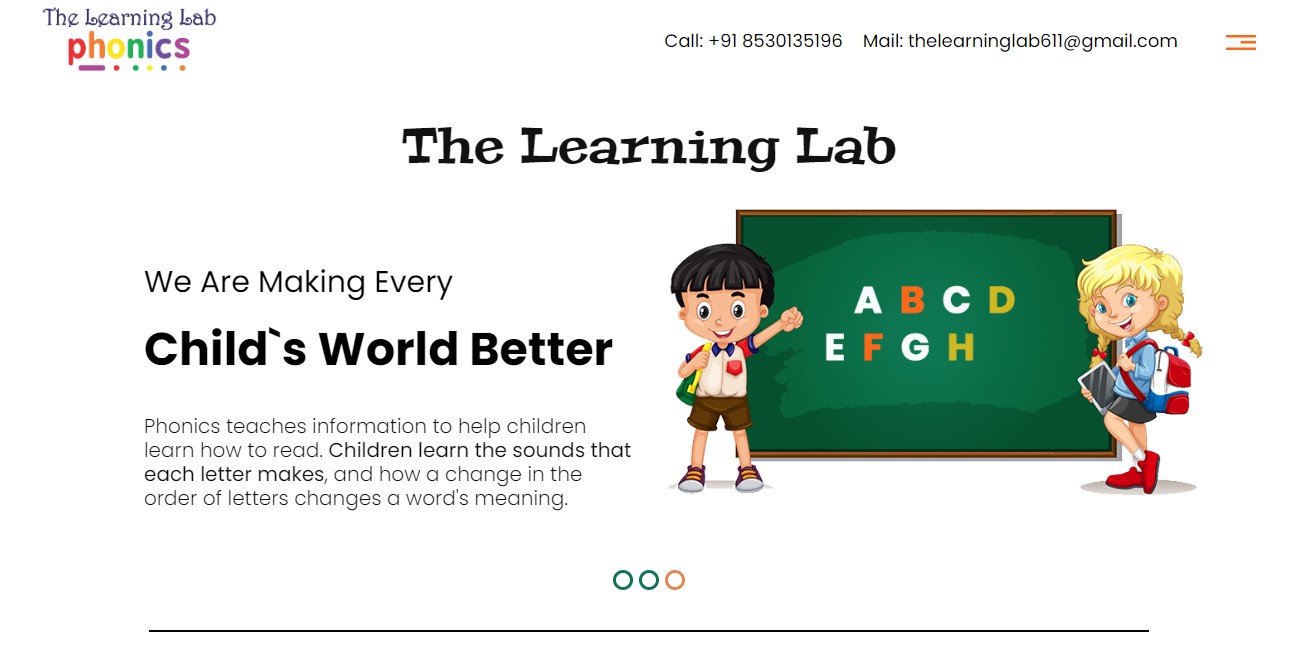 The Learning Lab
phonics
Call: +91 8530135196 Mail: thelearninglab611@gmail.com
The Learning Lab
We Are Making Every
Child`s World Better
Phonics teaches information to help children
learn how to read. Children learn the sounds that
each letter makes, and how a change in the
order of letters changes a word's meaning.
A B C D
E F G H